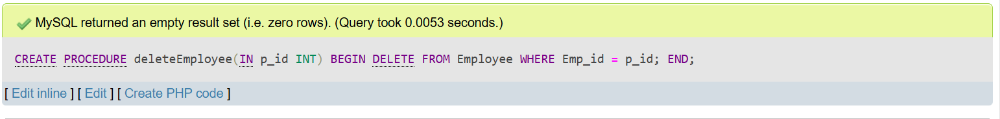 MySQL returned an empty result set (i.e. zero rows). (Query took 0.0053 seconds.)
CREATE PROCEDURE deleteEmployee(IN p_id INT) BEGIN DELETE FROM Employee WHERE Emp_id = p_id; END;
[ Edit inline ] [ Edit ] [ Create PHP code ]